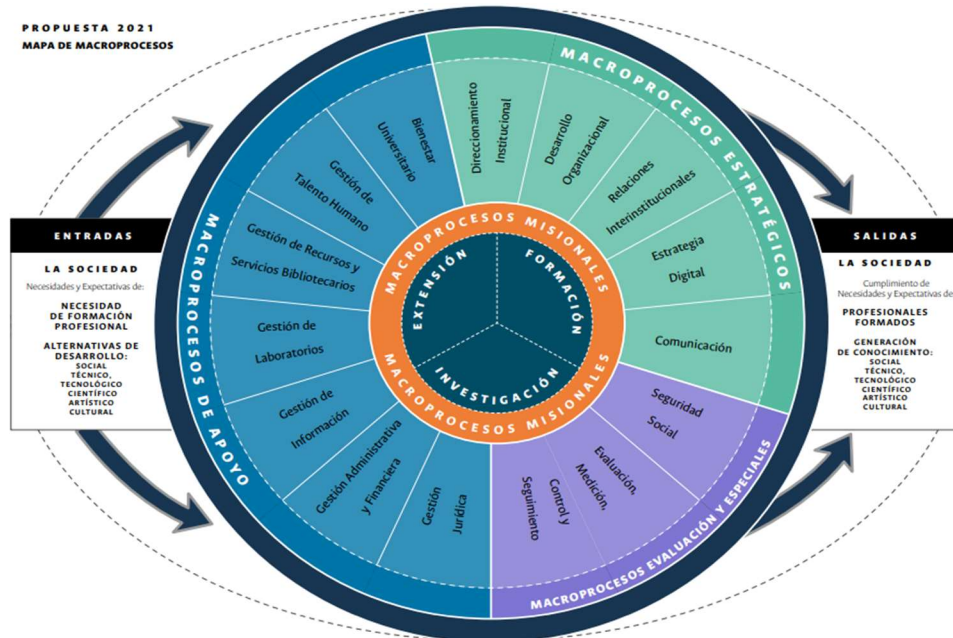 PROPUESTA 2021
MAPA DE MACROPROCESOS
ENTRADAS
LA SOCIEDAD
Necesidades y Expectativas de:
NECESIDAD
DE FORMACIÓN
PROFESIONAL
ALTERNATIVAS DE
DESARROLLO:
SOCIAL
TÉCNICO,
TECNOLÓGICO
CIENTÍFICO
ARTÍSTICO
CULTURAL
MACROPROCESOS DE APOYO
Bienestar
Universitario
Gestión de
Talento Humano
Gestión de Recursos y
Servicios Bibliotecarios
Gestión de
Laboratorios
Gestión de
Información
Gestión Administrativa
y Financiera
Gestión
Jurídica
MACROPROCESOS ESTRATÉGICOS
Direccionamiento
Institucional
Desarrollo
Organizacional
Relaciones
Interinstitucionales
Estrategia
Digital
Comunicación
MACROPROCESOS EVALUACIÓN Y ESPECIALES
Seguridad
Social
Evaluación,
Medición,
Control y
Seguimiento
MACROPROCESOS MISIONALES
EXTENSIÓN
FORMACIÓN
INVESTIGACIÓN
MACROPROCESOS MISIONALES
SALIDAS
LA SOCIEDAD
Cumplimiento de
Necesidades y Expectativas de
PROFESIONALES
FORMADOS
GENERACIÓN
DE CONOCIMIENTO:
SOCIAL
TÉCNICO,
TECNOLÓGICO
CIENTÍFICO
ARTÍSTICO
CULTURAL